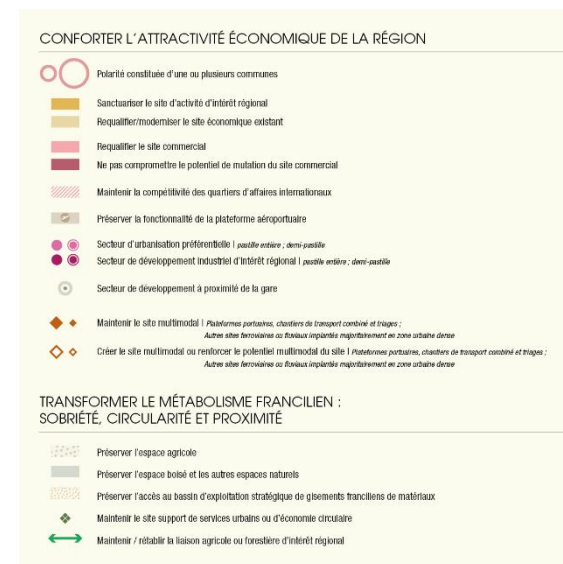 CONFORTER L'ATTRACTIVITÉ ÉCONOMIQUE DE LA RÉGION
Polarité constituée d'une ou plusieurs communes
Sanctuariser le site d'activité d'intérêt régional
Requalifier/moderniser le site économique existant
Requalifier le site commercial
Ne pas compromettre le potentiel de mutation du site commercial
Maintenir la compétitivité des quartiers d'affaires internationaux
Préserver la fonctionnalité de la plateforme aéroportuaire
Secteur d'urbanisation préférentielle | pastille entière ; demi-pastille
Secteur de développement industriel d'intérêt régional | pastille entière ; demi-pastille
Secteur de développement à proximité de la gare
Maintenir le site multimodal | Plateformes portuaires, chantiers de transport combiné et triages ;
Autres sites ferroviaires ou fluviaux implantés majoritairement en zone urbaine dense
Créer le site multimodal ou renforcer le potentiel multimodal du site | Plateformes portuaires, chantiers de transport combiné et triages ;
Autres sites ferroviaires ou fluviaux implantés majoritairement en zone urbaine dense
TRANSFORMER LE MÉTABOLISME FRANCILIEN :
SOBRIÉTÉ, CIRCULARITÉ ET PROXIMITÉ
Préserver l'espace agricole
Préserver l'espace boisé et les autres espaces naturels
Préserver l'accès au bassin d'exploitation stratégique de gisements franciliens de matériaux
Maintenir le site support de services urbains ou d'économie circulaire
Maintenir / rétablir la liaison agricole ou forestière d'intérêt régional